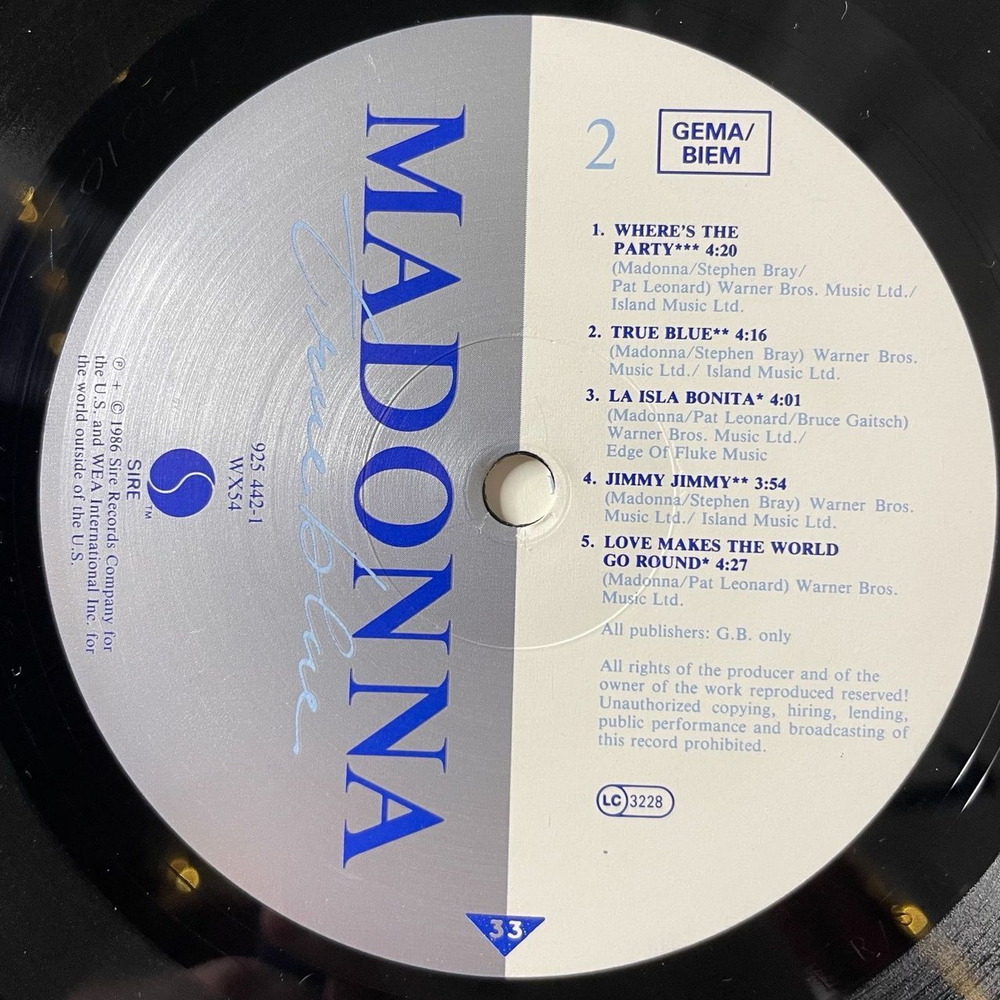 MADONNA
True blue
925 442-1
WX54
SIRE™
℗ + © 1986 Sire Records Company for
the U.S. and WEA International Inc. for
the world outside of the U.S.
2
GEMA/
BIEM
1. WHERE'S THE
PARTY*** 4:20
(Madonna/Stephen Bray/
Pat Leonard) Warner Bros. Music Ltd./
Island Music Ltd.
2. TRUE BLUE** 4:16
(Madonna/Stephen Bray) Warner Bros.
Music Ltd./ Island Music Ltd.
3. LA ISLA BONITA* 4:01
(Madonna/Pat Leonard/Bruce Gaitsch)
Warner Bros. Music Ltd./
Edge Of Fluke Music
4. JIMMY JIMMY** 3:54
(Madonna/Stephen Bray) Warner Bros.
Music Ltd./ Island Music Ltd.
5. LOVE MAKES THE WORLD
GO ROUND* 4:27
(Madonna/Pat Leonard) Warner Bros.
Music Ltd.
All publishers: G.B. only
All rights of the producer and of the
owner of the work reproduced reserved!
Unauthorized copying, hiring, lending,
public performance and broadcasting of
this record prohibited.
LC 3228
33